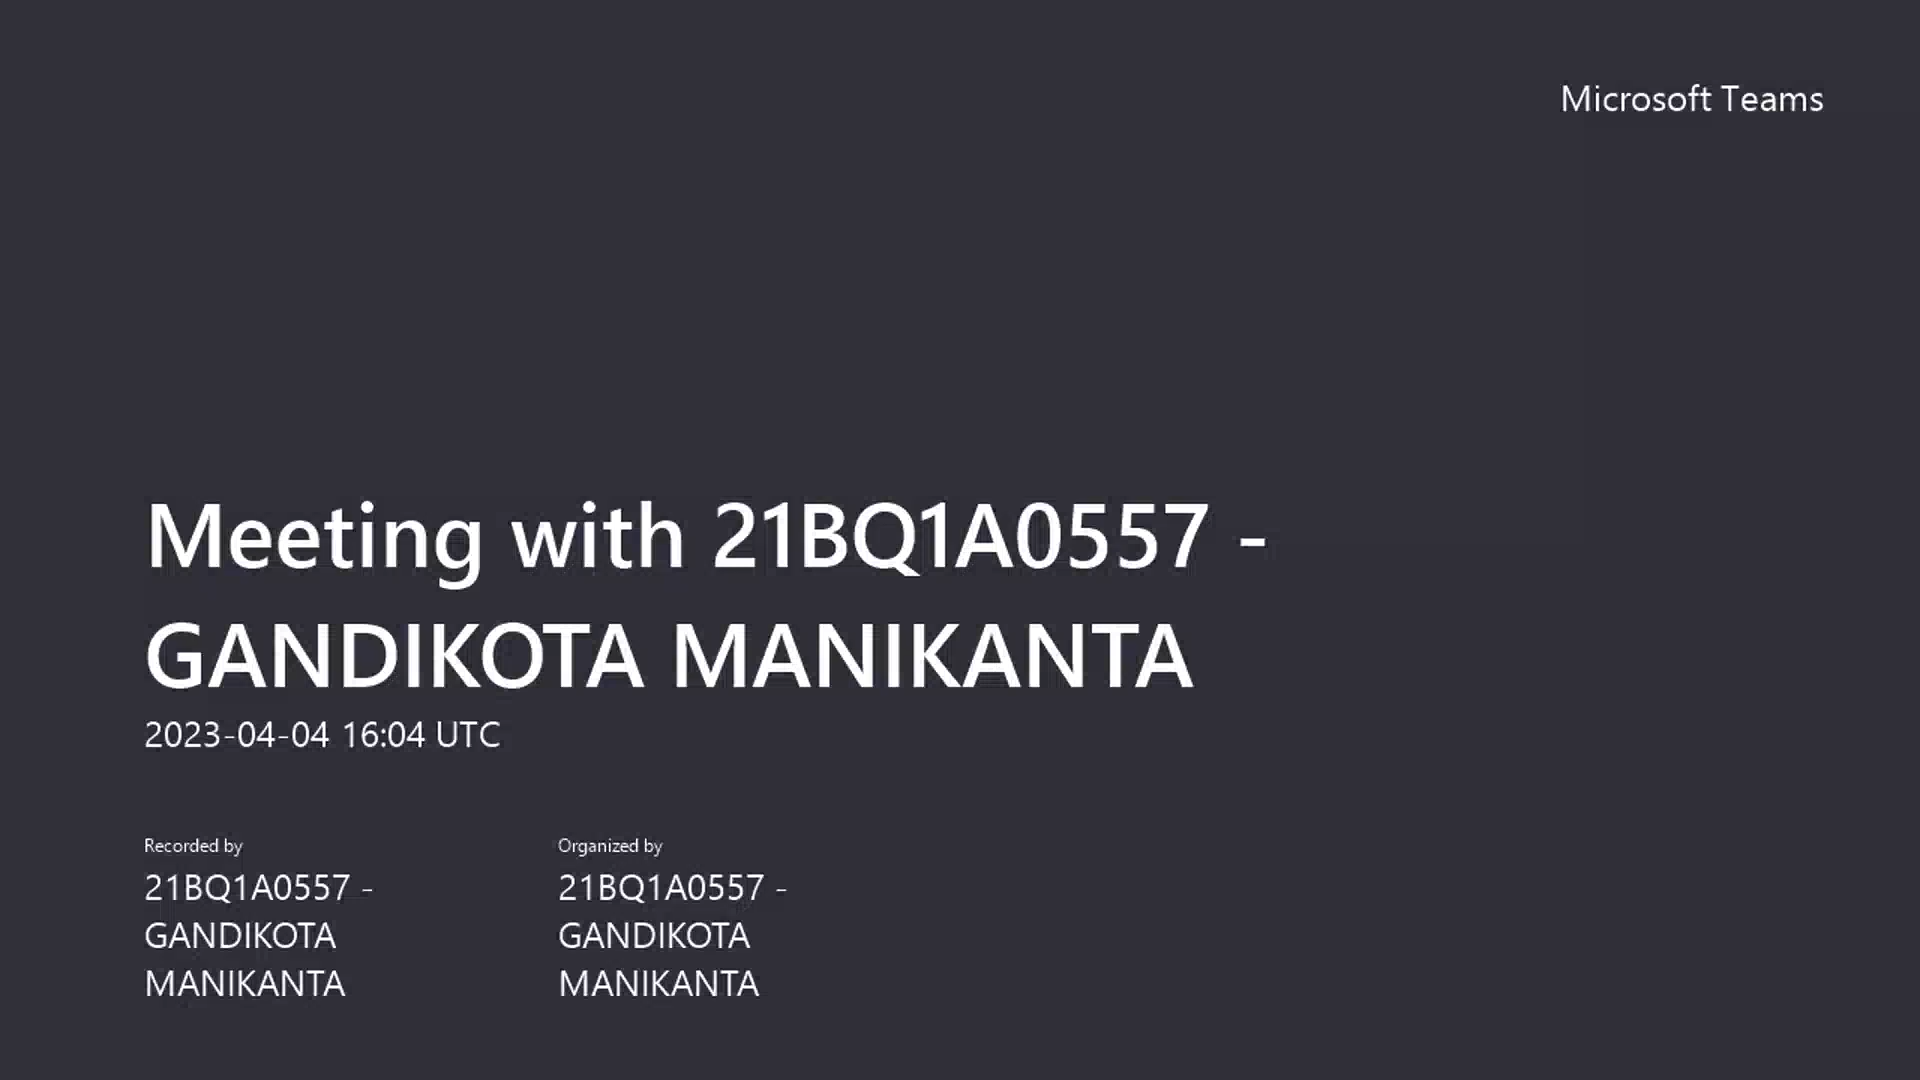 Microsoft Teams
Meeting with 21BQ1A0557 -
GANDIKOTA MANIKANTA
2023-04-04 16:04 UTC
Recorded by
21BQ1A0557 -
GANDIKOTA
MANIKANTA
Organized by
21BQ1A0557 -
GANDIKOTA
MANIKANTA